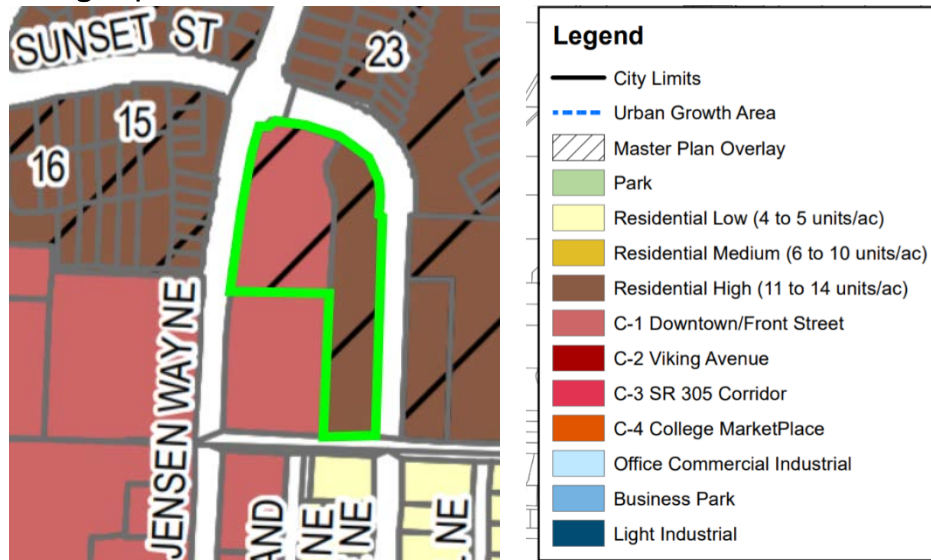 SUNSET ST
23
15
16
JENSEN WAY NE
AND
NE
NE
NE
Legend
City Limits
Urban Growth Area
Master Plan Overlay
Park
Residential Low (4 to 5 units/ac)
Residential Medium (6 to 10 units/ac)
Residential High (11 to 14 units/ac)
C-1 Downtown/Front Street
C-2 Viking Avenue
C-3 SR 305 Corridor
C-4 College MarketPlace
Office Commercial Industrial
Business Park
Light Industrial